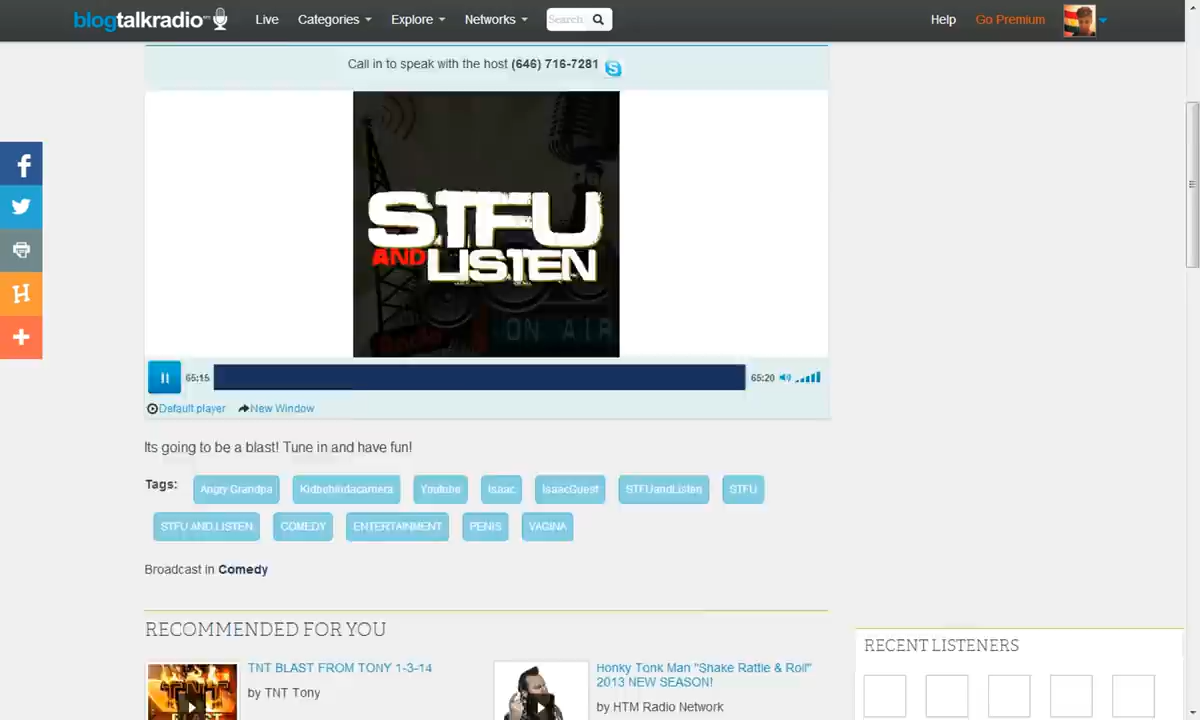 blogtalkradio Live Categories Explore Networks Search Help Go Premium
Call in to speak with the host (646) 716-7281
STFU
AND LISTEN
ON AIR
65:15 65:20
Default player New Window
Its going to be a blast! Tune in and have fun!
Tags: Angry Grandpa Kidbehindacamera Youtube Isaac IsaacGuest STFUandListen STFU
STFU AND LISTEN COMEDY ENTERTAINMENT PENIS VAGINA
Broadcast in Comedy
RECOMMENDED FOR YOU
RECENT LISTENERS
TNT BLAST FROM TONY 1-3-14
by TNT Tony
Honky Tonk Man "Shake Rattle & Roll"
2013 NEW SEASON!
by HTM Radio Network
TNT
BLAST